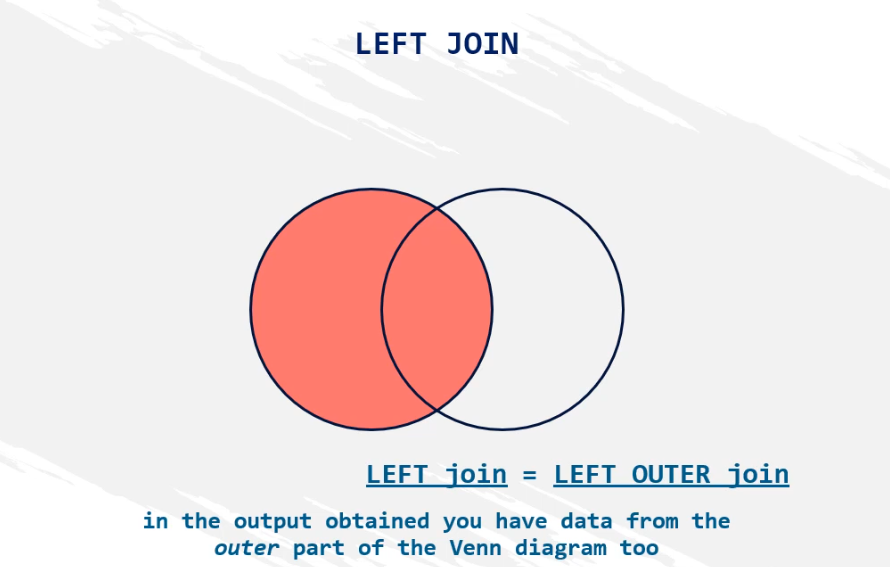 LEFT JOIN
LEFT join = LEFT OUTER join
in the output obtained you have data from the
outer part of the Venn diagram too